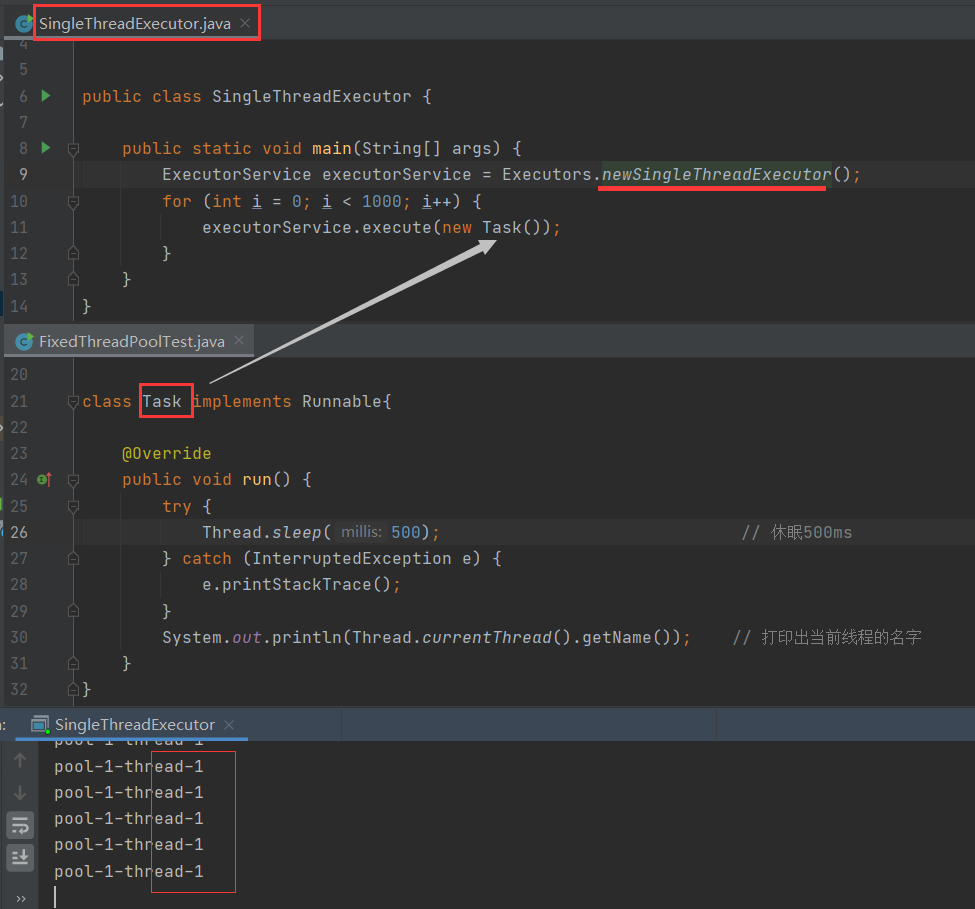 SingleThreadExecutor.java
4
5
6 public class SingleThreadExecutor {
7
8 public static void main(String[] args) {
9 ExecutorService executorService = Executors.newSingleThreadExecutor();
10 for (int i = 0; i < 1000; i++) {
11 executorService.execute(new Task());
12 }
13 }
14 }
FixedThreadPoolTest.java
20
21 class Task implements Runnable{
22
23 @Override
24 public void run() {
25 try {
26 Thread.sleep( millis: 500); // 休眠500ms
27 } catch (InterruptedException e) {
28 e.printStackTrace();
29 }
30 System.out.println(Thread.currentThread().getName()); // 打印出当前线程的名字
31 }
32 }
SingleThreadExecutor
pool-1-thread-1
pool-1-thread-1
pool-1-thread-1
pool-1-thread-1
pool-1-thread-1
pool-1-thread-1